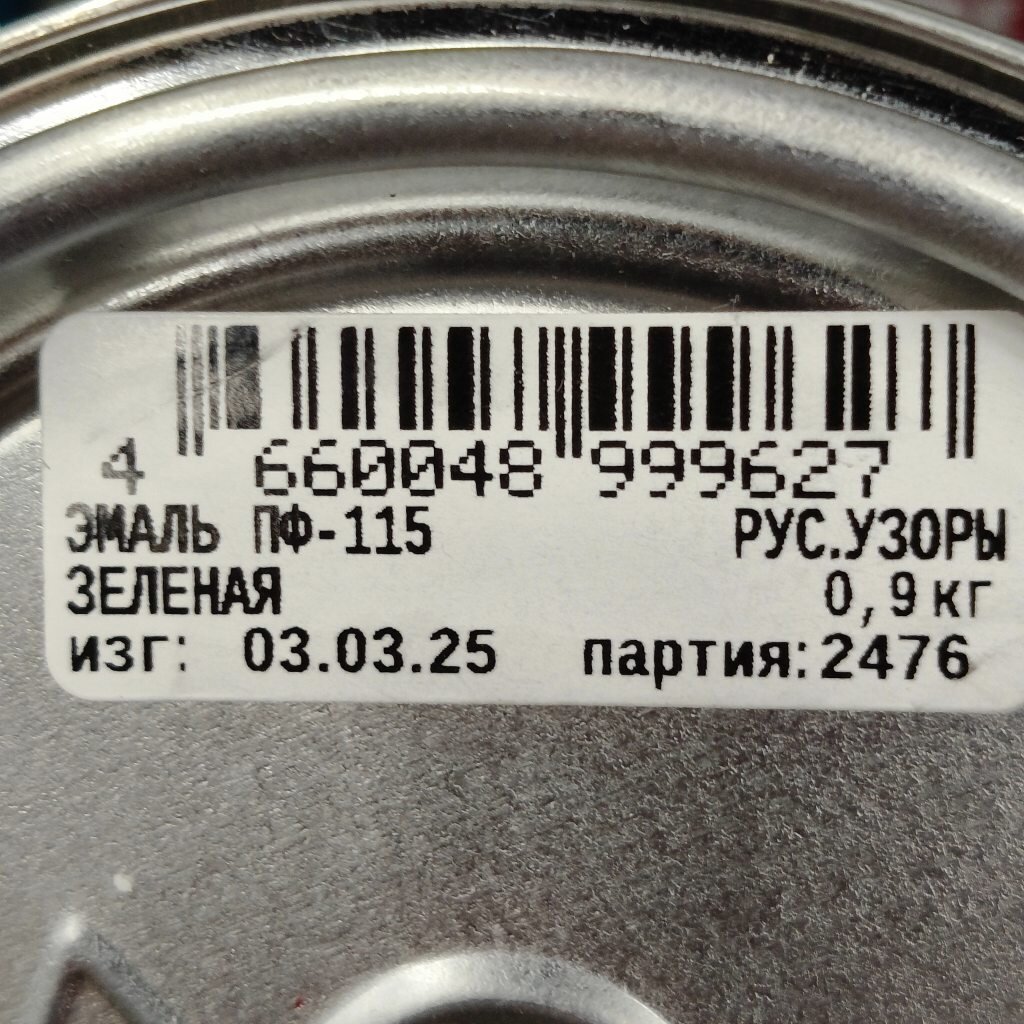 4 660048 999627
ЭМАЛЬ ПФ-115 РУС.УЗОРЫ
ЗЕЛЕНАЯ 0,9 кг
изг: 03.03.25 партия:2476